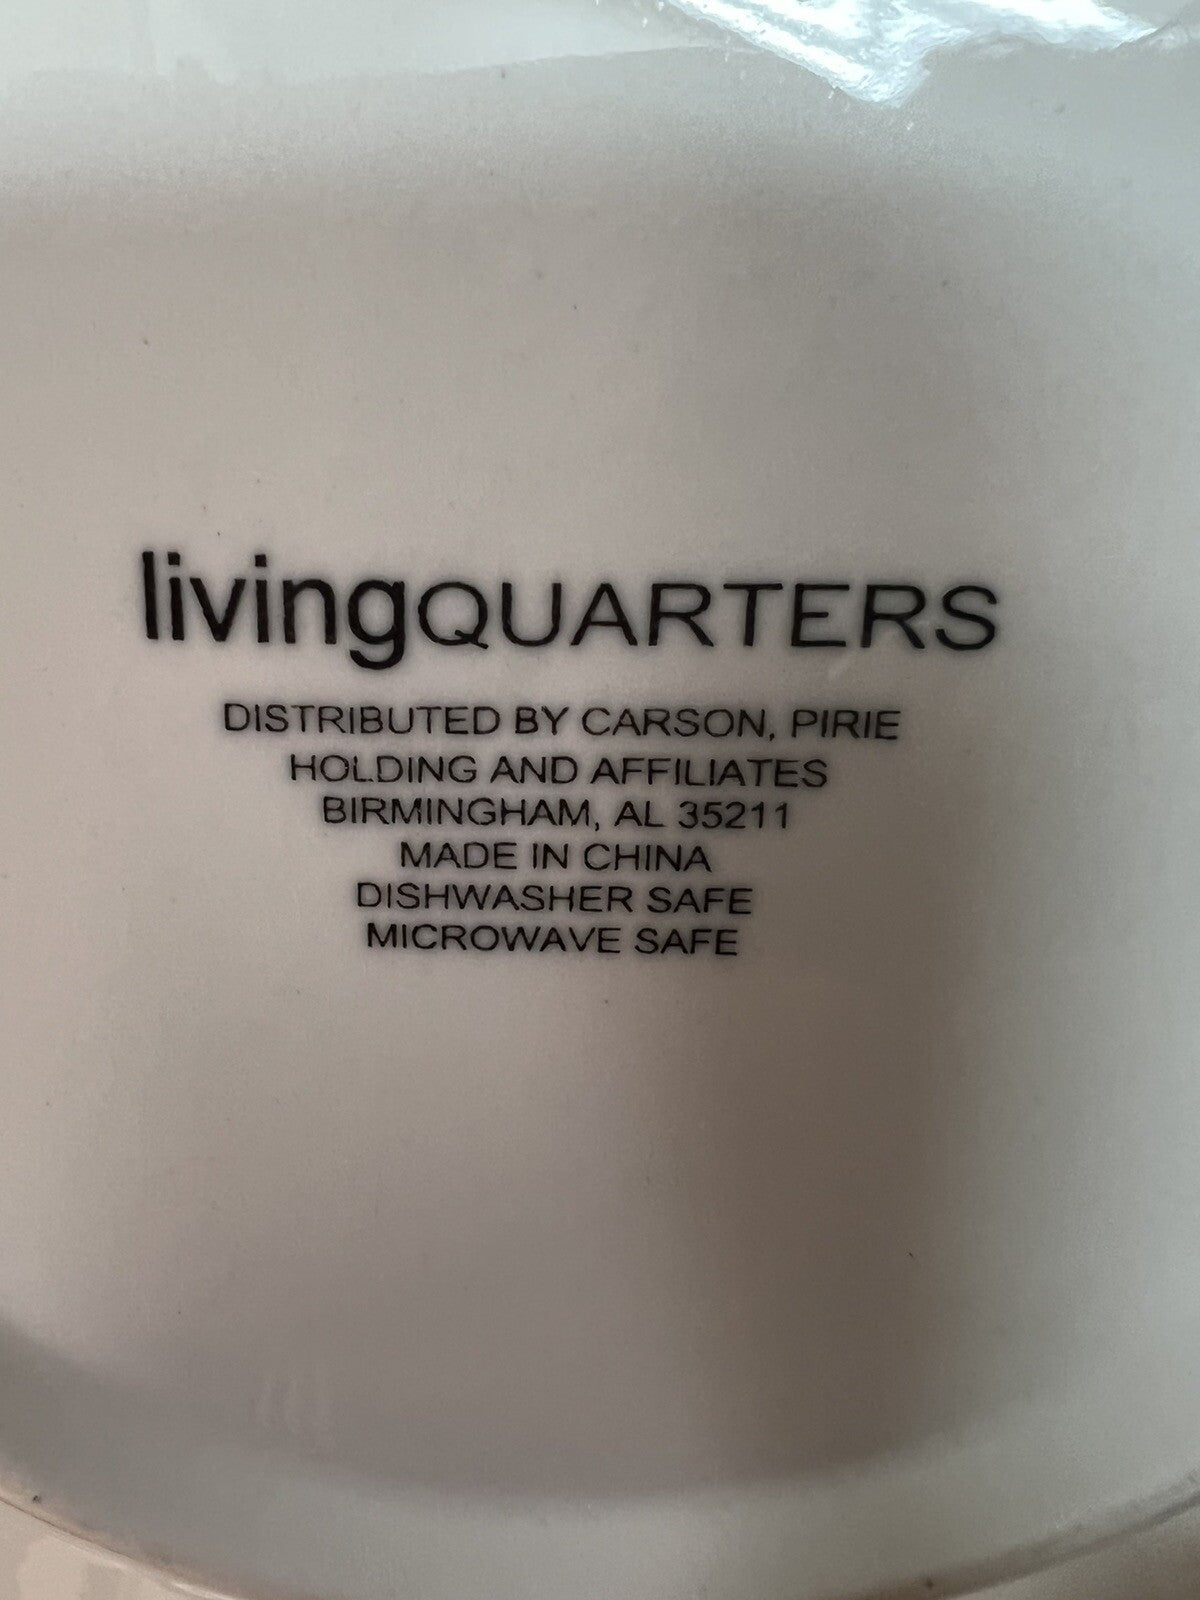 livingQUARTERS
DISTRIBUTED BY CARSON, PIRIE
HOLDING AND AFFILIATES
BIRMINGHAM, AL 35211
MADE IN CHINA
DISHWASHER SAFE
MICROWAVE SAFE